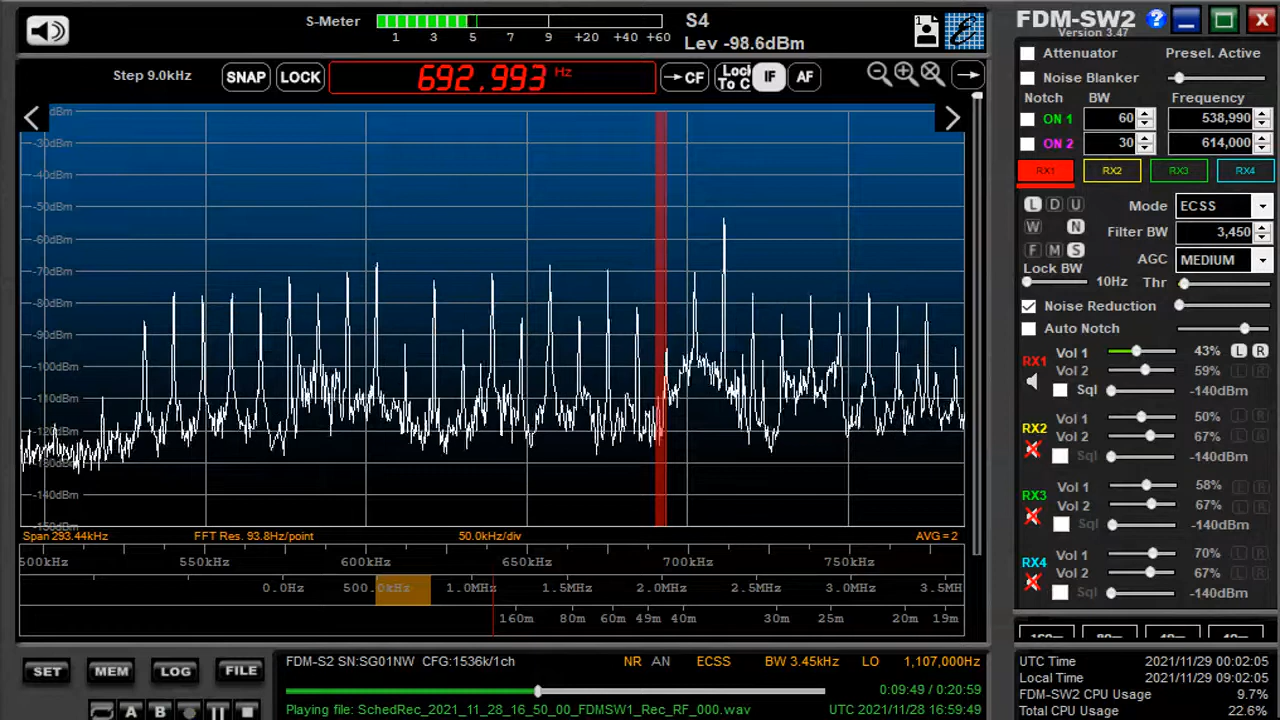 S-Meter
1 3 5 7 9 +20 +40 +60
S4
Lev -98.6dBm
1
FDM-SW2
?
Version 3.47
Step 9.0kHz
SNAP
LOCK
692.993 Hz
→CF
IF
AF
-30dBm
-40dBm
-50dBm
-60dBm
-70dBm
-80dBm
-90dBm
-100dBm
-110dBm
-120dBm
-130dBm
-140dBm
Span 293.44kHz
FFT Res. 93.8Hz/point
50.0kHz/div
AVG = 2
550kHz 600kHz 650kHz 700kHz 750kHz
0.0Hz 500.0kHz 1.0MHz 1.5MHz 2.0MHz 2.5MHz 3.0MHz
160m 80m 60m 49m 40m 30m 25m 20m 19m
Attenuator
Presel. Active
Noise Blanker
Notch BW Frequency
ON 1 60 538,990
ON 2 30 614,000
RX1 RX2 RX3 RX4
L D U Mode ECSS
W N Filter BW 3,450
F M S AGC MEDIUM
Lock BW 10Hz Thr
Noise Reduction
Auto Notch
RX1 Vol 1 43% L R
Vol 2 59% L R
Sql -140dBm
RX2 Vol 1 50% L R
Vol 2 67% L R
Sql -140dBm
RX3 Vol 1 58% L R
Vol 2 67% L R
Sql -140dBm
RX4 Vol 1 70% L R
Vol 2 67% L R
Sql -140dBm
SET
MEM
LOG
FILE
A B
FDM-S2 SN:SG01NW CFG:1536k/1ch
NR AN ECSS BW 3.45kHz LO 1,107,000Hz
0:09:49 / 0:20:59
Playing file: SchedRec_2021_11_28_16_50_00_FDMSW1_Rec_RF_000.wav
UTC 2021/11/28 16:59:49
UTC Time 2021/11/29 00:02:05
Local Time 2021/11/29 09:02:05
FDM-SW2 CPU Usage 9.7%
Total CPU Usage 22.6%